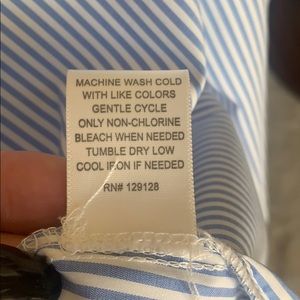 MACHINE WASH COLD
WITH LIKE COLORS
GENTLE CYCLE
ONLY NON-CHLORINE
BLEACH WHEN NEEDED
TUMBLE DRY LOW
COOL IRON IF NEEDED
RN# 129128